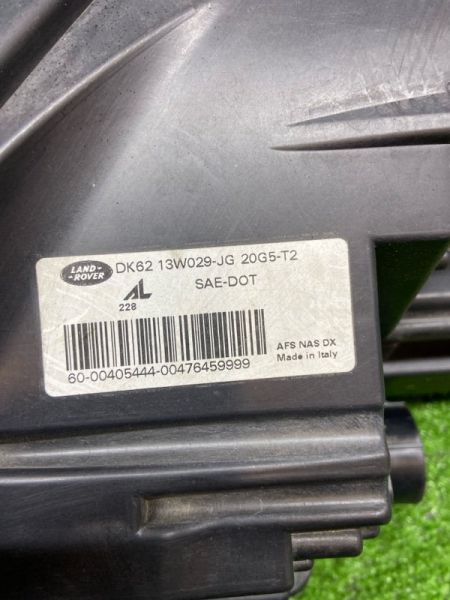 LAND-
-ROVER
DK62 13W029-JG 20G5-T2
AL
SAE-DOT
228
AFS NAS DX
Made in Italy
60-00405444-00476459999